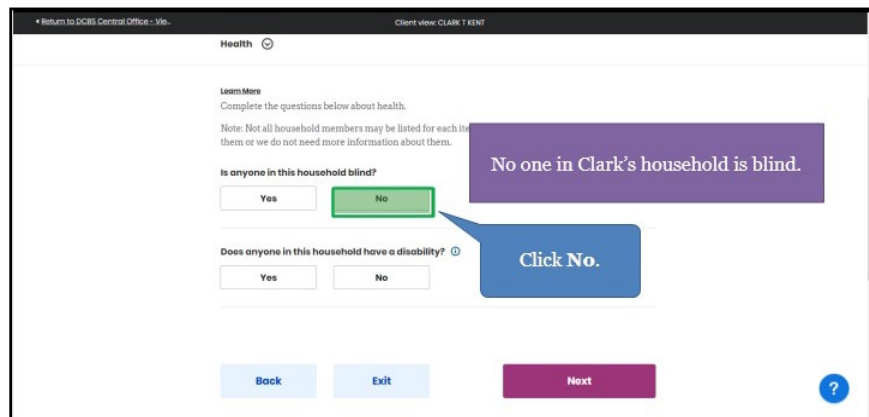 ◂ Return to DCBS Central Office - Vie...
Client view: CLARK T KENT
Health
Learn More
Complete the questions below about health.
Note: Not all household members may be listed for each ite
them or we do not need more information about them.
No one in Clark's household is blind.
Is anyone in this household blind?
Yes
No
Click No.
Does anyone in this household have a disability?
Yes
No
Back
Exit
Next
?